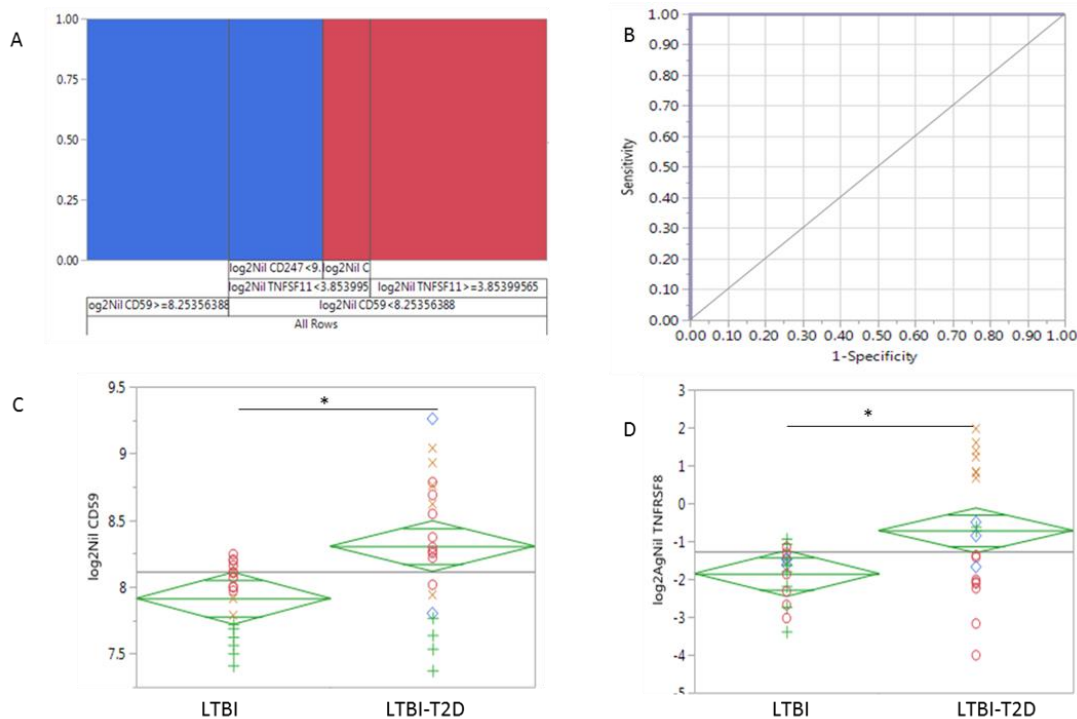 A
1.00
0.75
0.50
0.25
0.00
log2Nil CD247 <9. log2Nil C
log2Nil TNFSF11<3.853995 log2Nil TNFSF11>=3.85399565
og2Nil CD59>=8.25356388 log2Nil CD59<8.25356388
All Rows
B
Sensitivity
1.00
0.90
0.80
0.70
0.60
0.50
0.40
0.30
0.20
0.10
0.00
0.00 0.10 0.20 0.30 0.40 0.50 0.60 0.70 0.80 0.90 1.00
1-Specificity
C
log2Nil CD59
9.5
9
8.5
8
7.5
*
LTBI LTBI-T2D
D
log2AgNil TNFRSF8
3
2
1
0
-1
-2
-3
-4
-5
*
LTBI LTBI-T2D